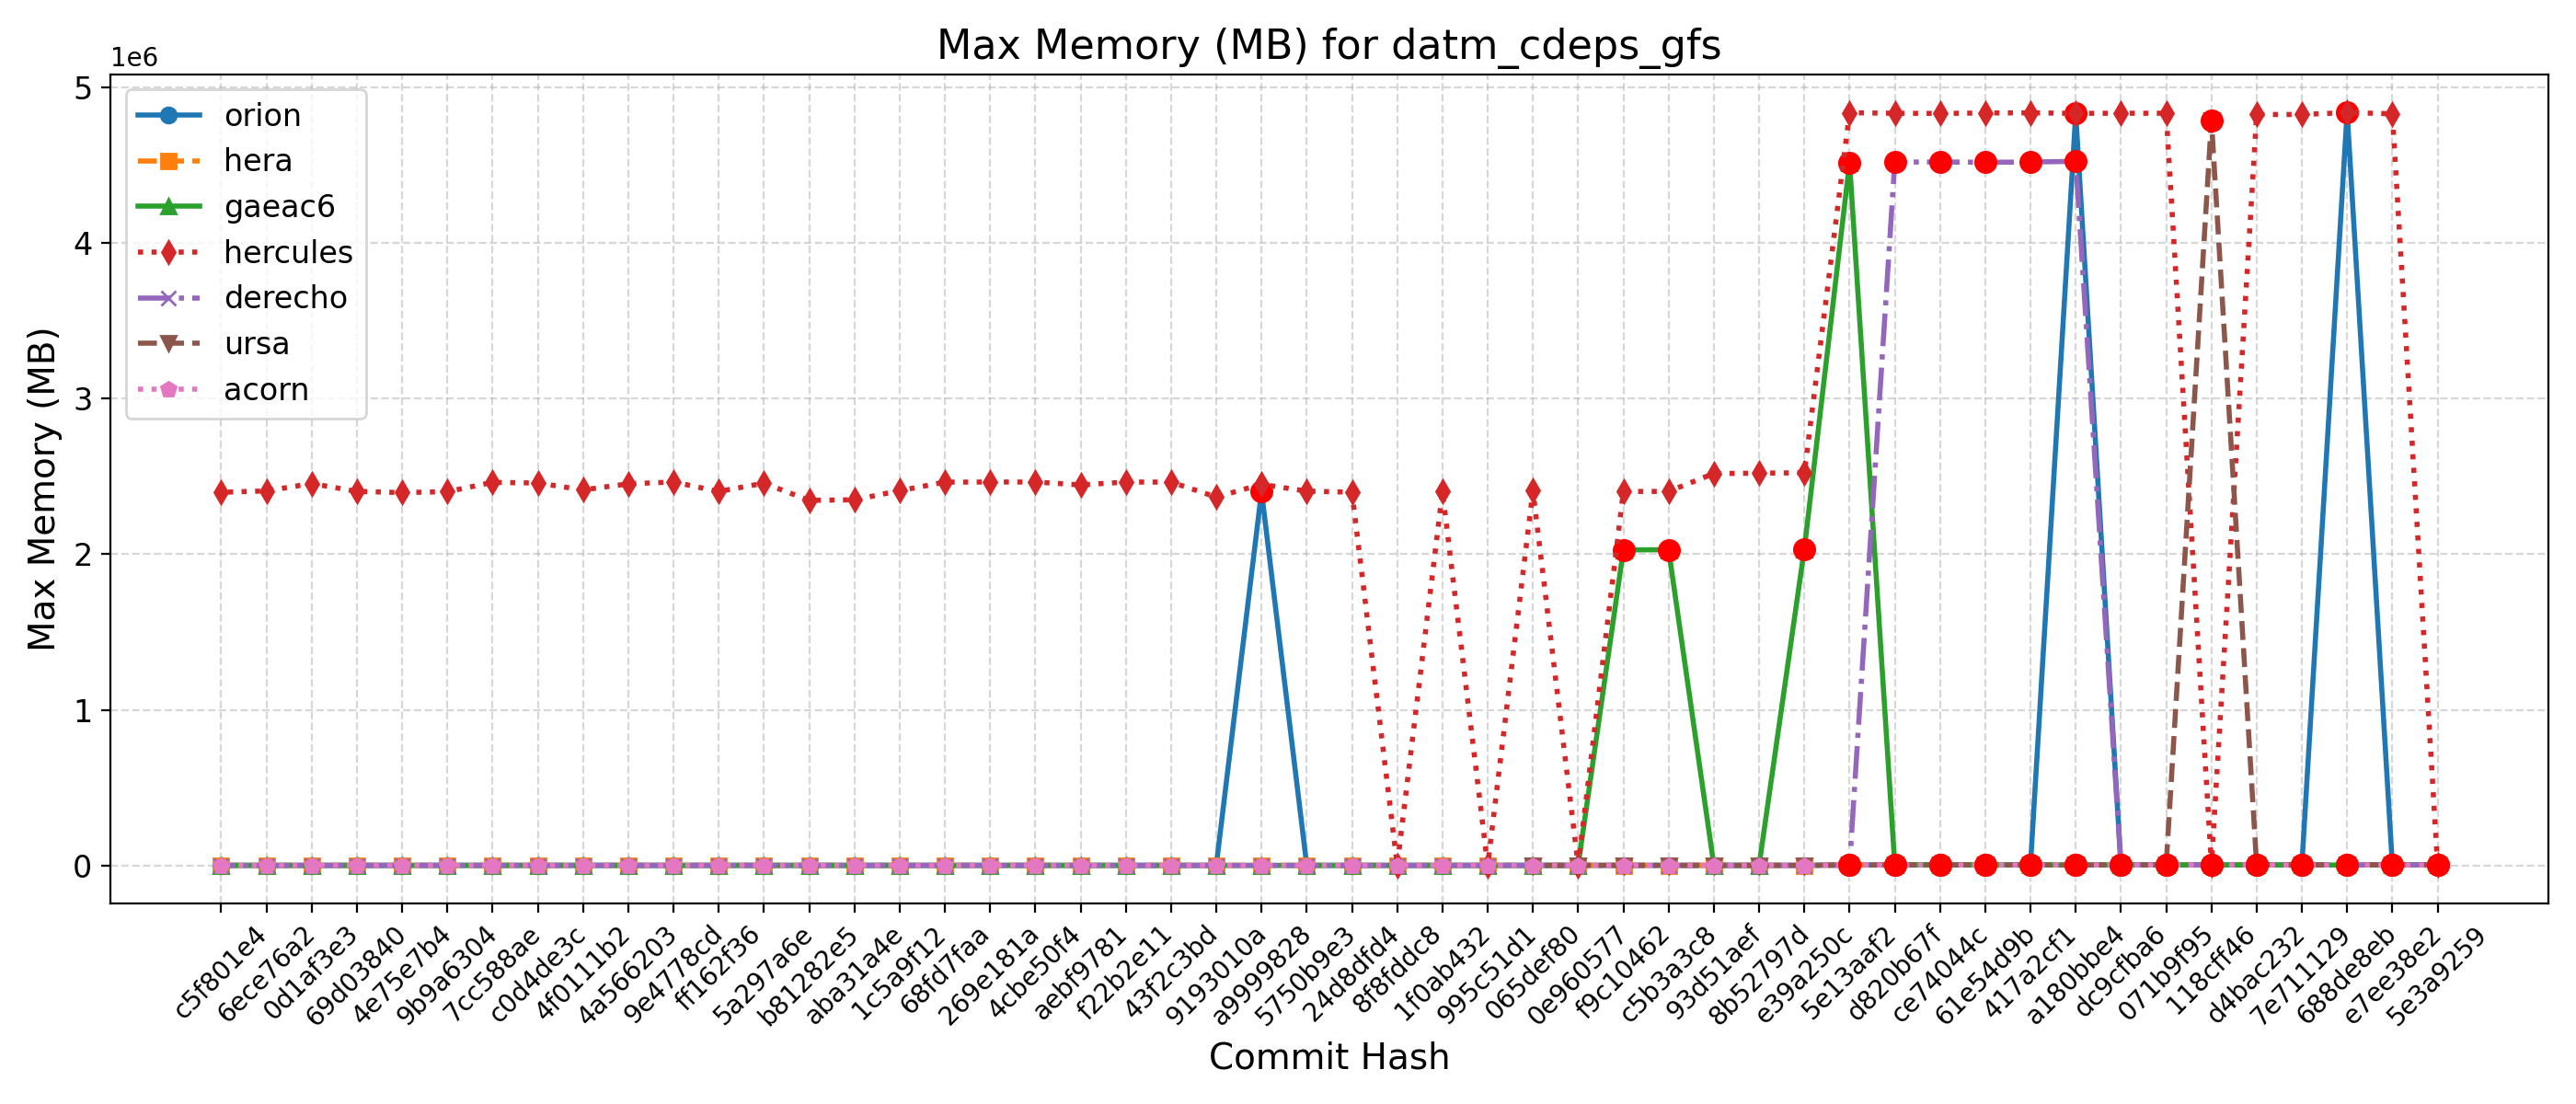 Max Memory (MB) for datm_cdeps_gfs
1e6
5
4
3
2
1
0
Max Memory (MB)
orion
hera
gaeac6
hercules
derecho
ursa
acorn
c5f801e4
6ece76a2
0d1af3e3
69d03840
4e75e7b4
9b9a6304
7cc588ae
c0d4de3c
4f0111b2
4a566203
9e4778cd
ff162f36
5a297a6e
b81282e5
aba31a4e
1c5a9f12
68fd7faa
269e181a
4cbe50f4
aebf9781
f22b2e11
43f2c3bd
9193010a
a9999828
5750b9e3
24d8dfd4
8f8fddc8
1f0ab432
995c51d1
065def80
0e960577
f9c10462
c5b3a3c8
93d51aef
8b52797d
e39a250c
5e13aaf2
d820b67f
ce74044c
61e54d9b
417a2cf1
a180bbe4
dc9cfba6
071b9f95
118cff46
d4bac232
7e711129
688de8eb
e7ee38e2
5e3a9259
Commit Hash